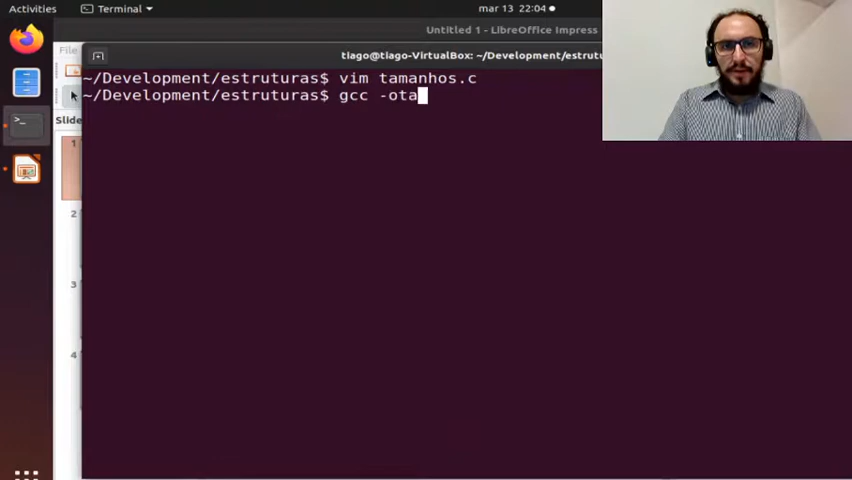 Activities
Terminal
mar 13 22:04
Untitled 1 - LibreOffice Impress
File
tiago@tiago-VirtualBox: ~/Development/estrutu
~/Development/estruturas$ vim tamanhos.c
~/Development/estruturas$ gcc -ota
Slide
1
2
3
4